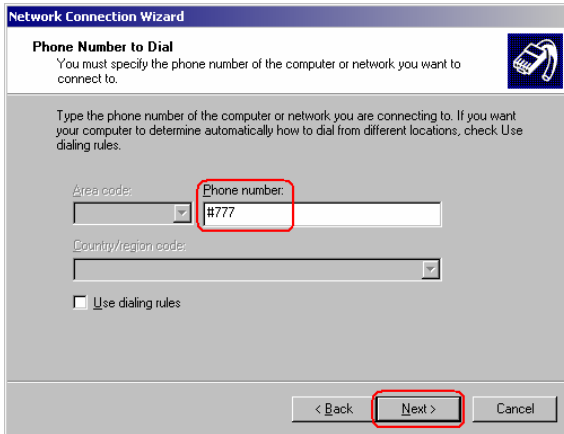 Network Connection Wizard
Phone Number to Dial
You must specify the phone number of the computer or network you want to
connect to.
Type the phone number of the computer or network you are connecting to. If you want
your computer to determine automatically how to dial from different locations, check Use
dialing rules.
Area code: Phone number:
#777
Country/region code:
Use dialing rules
< Back Next > Cancel